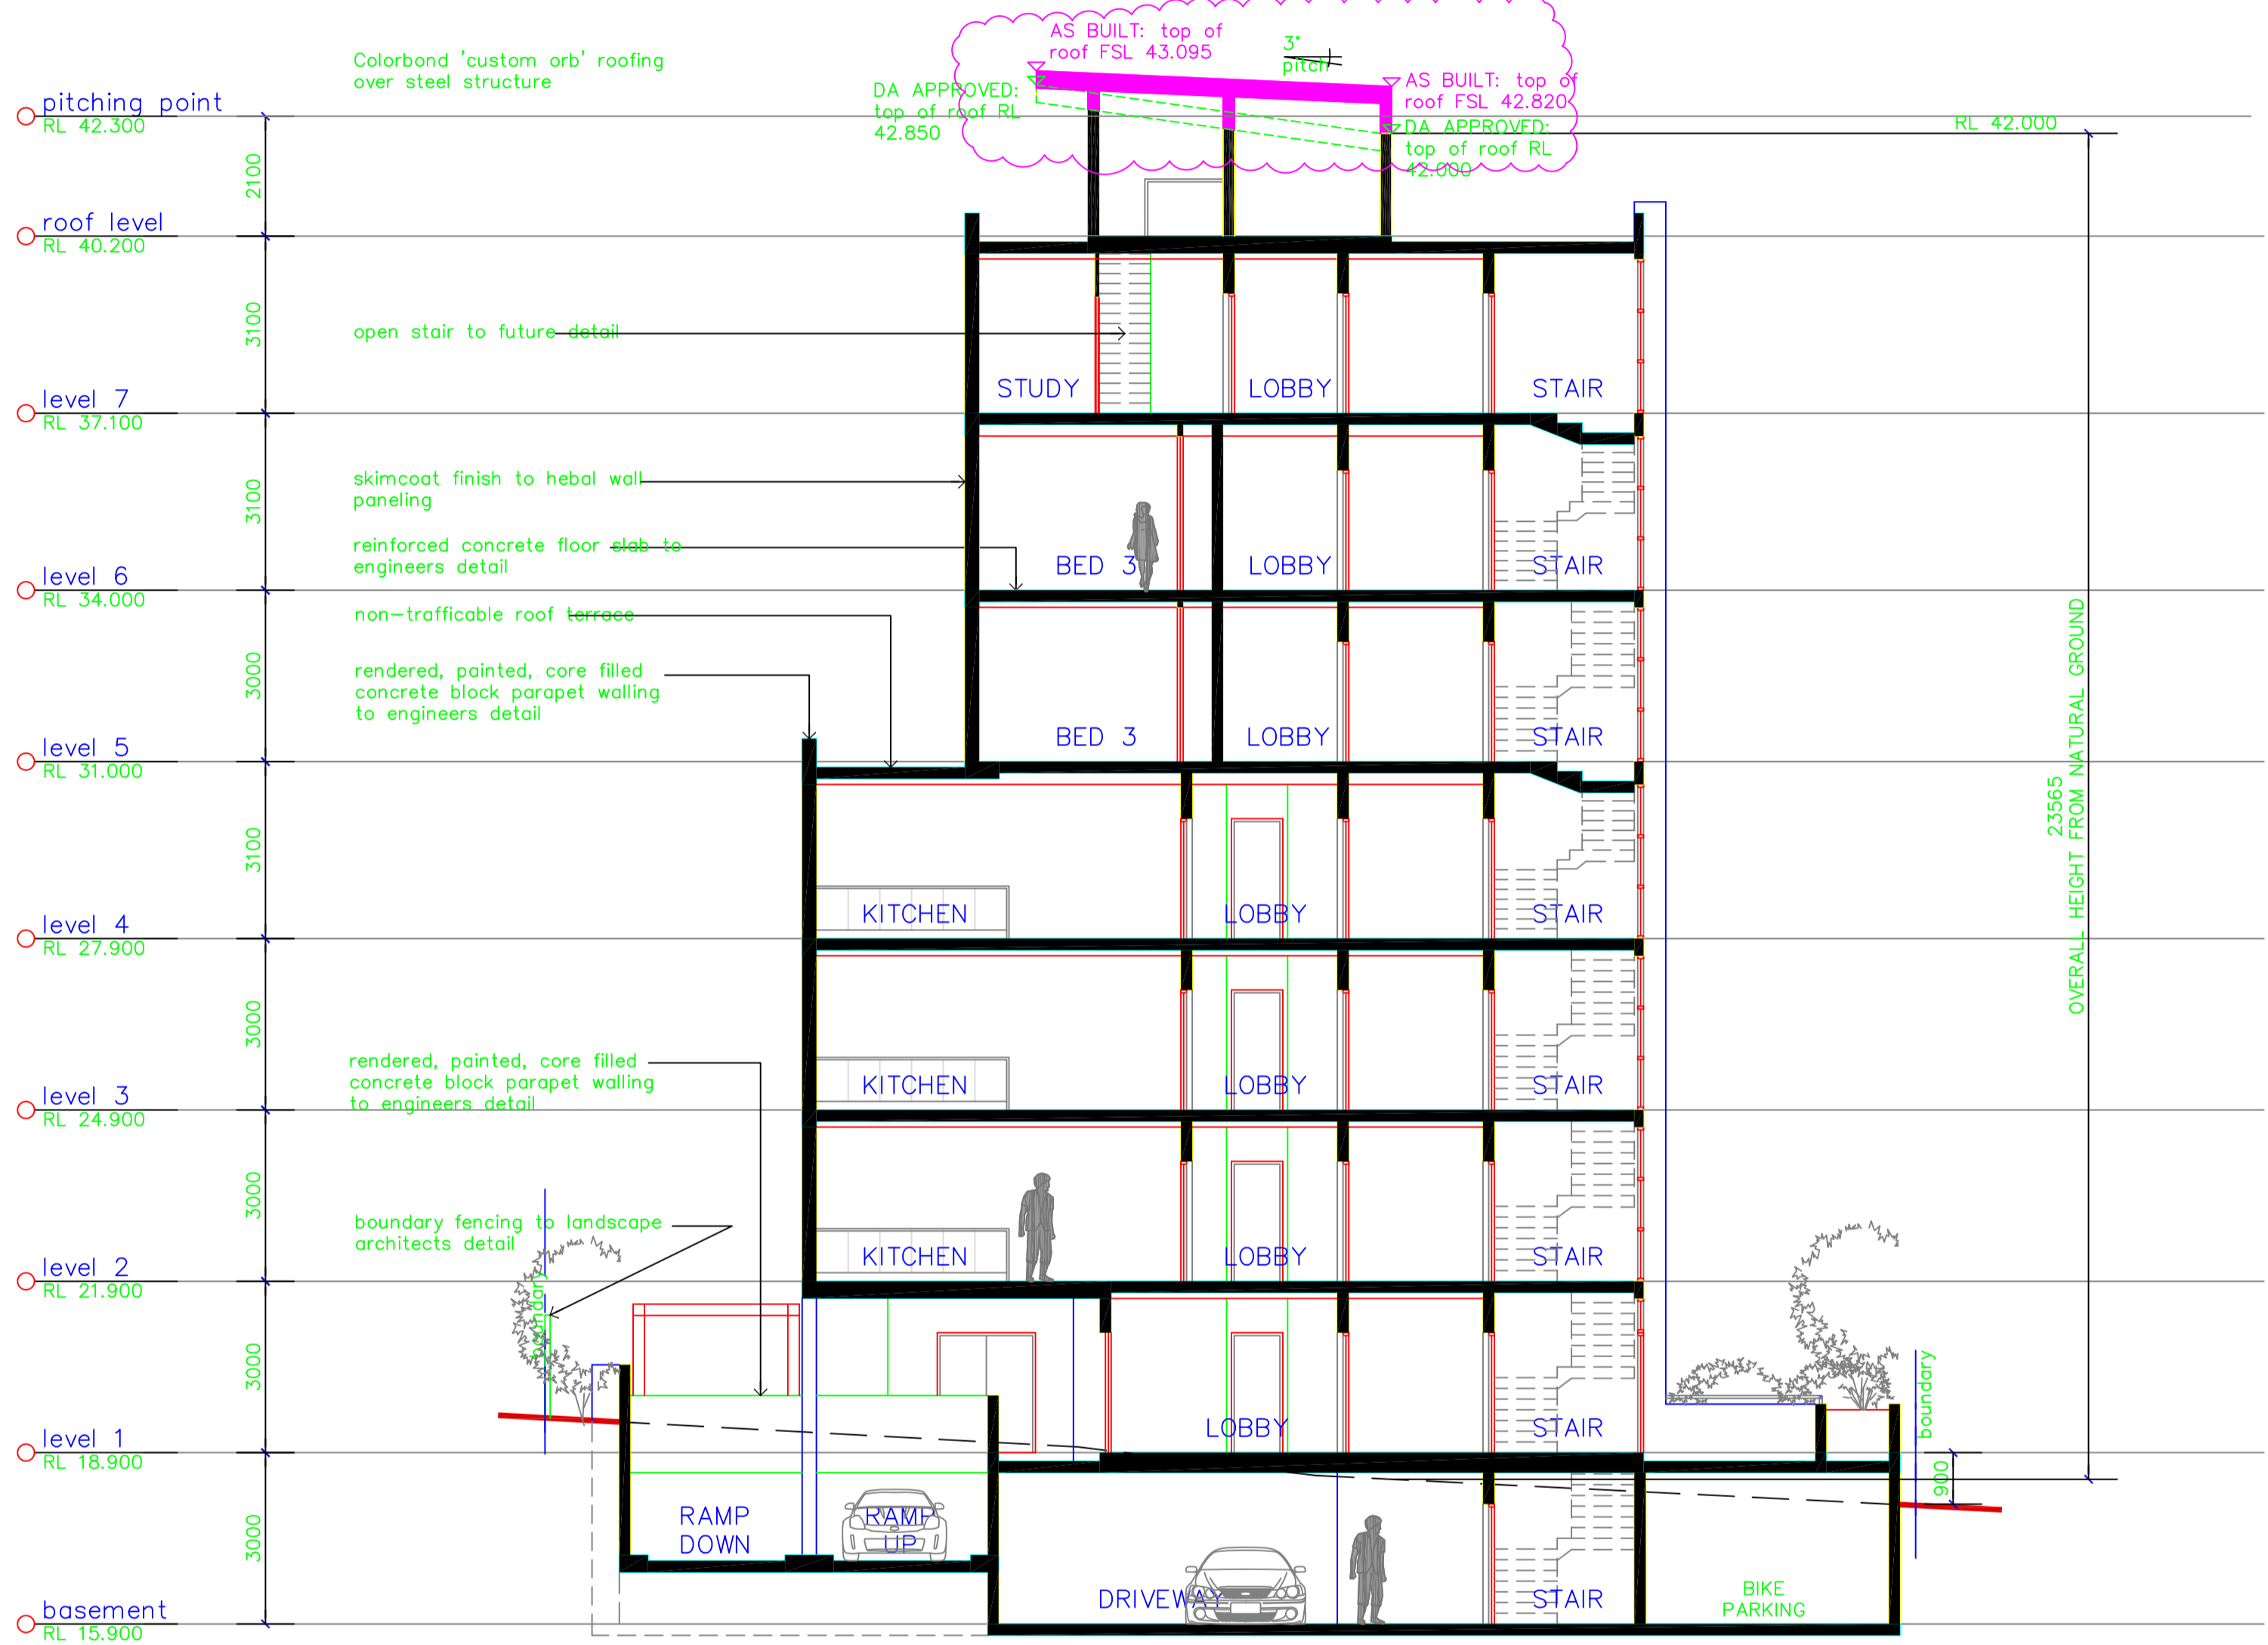 AS BUILT: top of
roof FSL 43.095
3°
pitch
Colorbond 'custom orb' roofing
over steel structure
DA APPROVED:
top of roof RL
42.850
AS BUILT: top of
roof FSL 42.820
DA APPROVED:
top of roof RL
42.000
RL 42.000
pitching point
RL 42.300
2100
roof level
RL 40.200
3100
open stair to future detail
STUDY
LOBBY
STAIR
level 7
RL 37.100
3100
skimcoat finish to hebal wall
paneling
reinforced concrete floor slab to
engineers detail
BED 3
LOBBY
STAIR
level 6
RL 34.000
non-trafficable roof terrace
3000
rendered, painted, core filled
concrete block parapet walling
to engineers detail
BED 3
LOBBY
STAIR
level 5
RL 31.000
23565
OVERALL HEIGHT FROM NATURAL GROUND
3100
KITCHEN
LOBBY
STAIR
level 4
RL 27.900
3000
rendered, painted, core filled
concrete block parapet walling
to engineers detail
KITCHEN
LOBBY
STAIR
level 3
RL 24.900
3000
boundary fencing to landscape
architects detail
KITCHEN
LOBBY
STAIR
level 2
RL 21.900
boundary
3000
boundary
LOBBY
STAIR
level 1
RL 18.900
900
3000
RAMP
DOWN
RAMP
UP
DRIVEWAY
STAIR
BIKE
PARKING
basement
RL 15.900